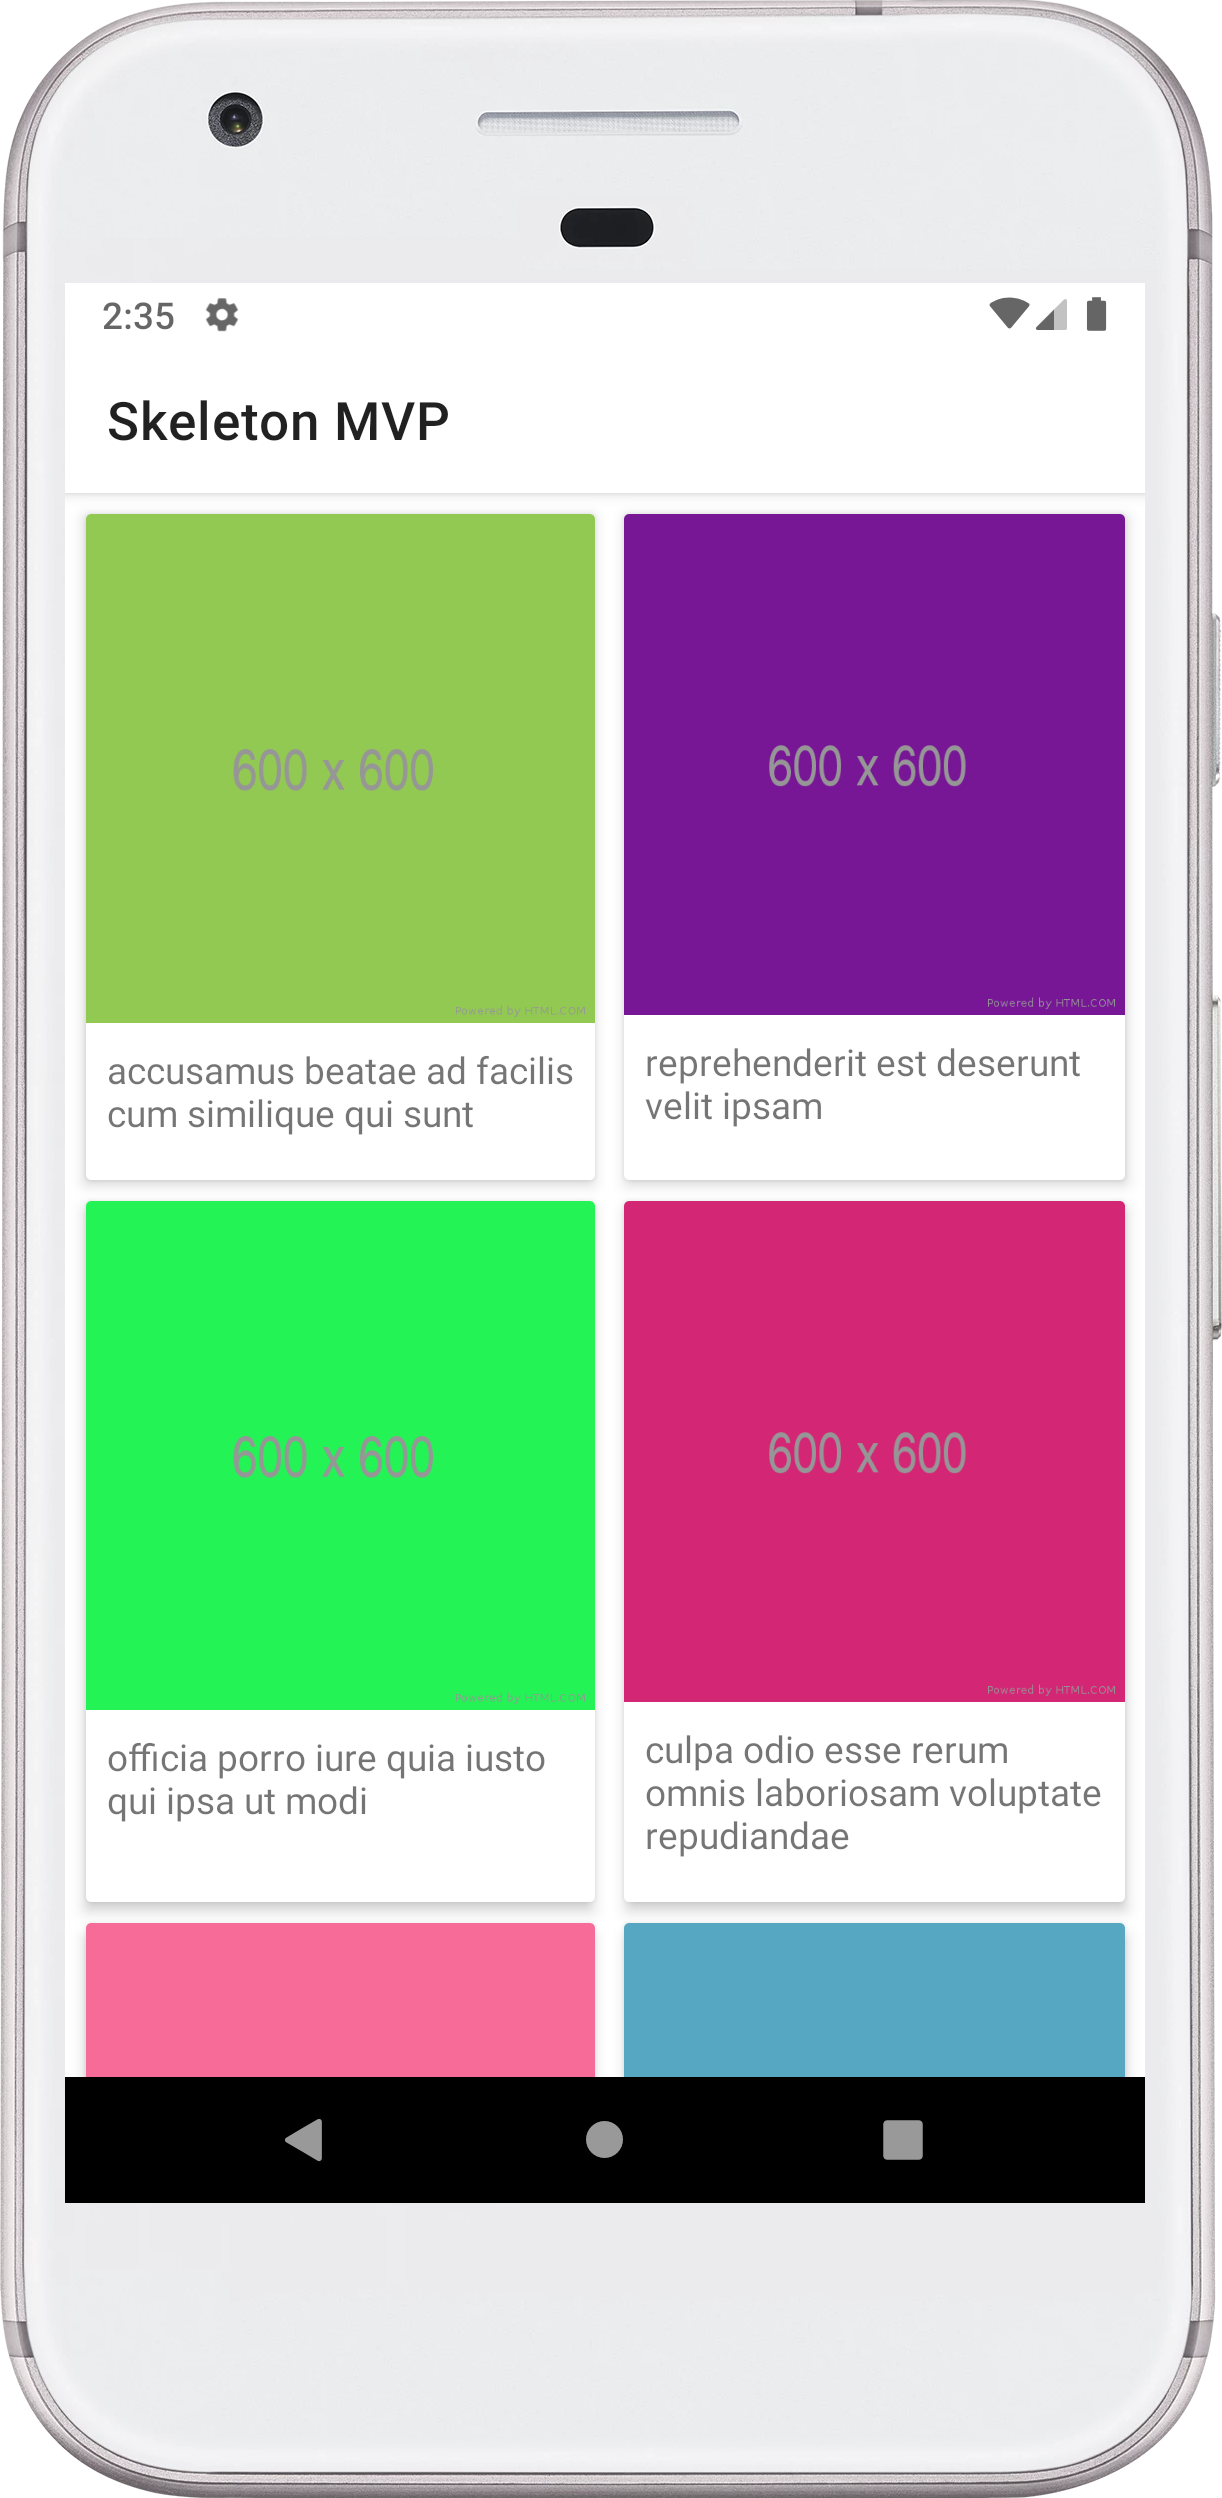 2:35
Skeleton MVP
600 x 600
Powered by HTML.COM
accusamus beatae ad facilis
cum similique qui sunt
600 x 600
Powered by HTML.COM
reprehenderit est deserunt
velit ipsam
600 x 600
Powered by HTML.COM
officia porro iure quia iusto
qui ipsa ut modi
600 x 600
Powered by HTML.COM
culpa odio esse rerum
omnis laboriosam voluptate
repudiandae